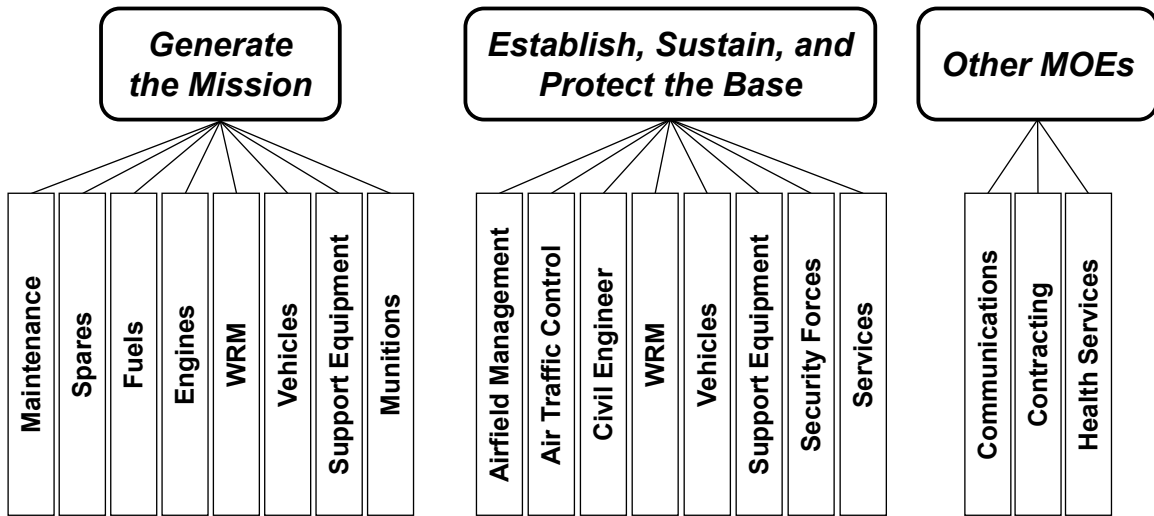 Generate
the Mission
Establish, Sustain, and
Protect the Base
Other MOEs
Maintenance
Spares
Fuels
Engines
WRM
Vehicles
Support Equipment
Munitions
Airfield Management
Air Traffic Control
Civil Engineer
WRM
Vehicles
Support Equipment
Security Forces
Services
Communications
Contracting
Health Services